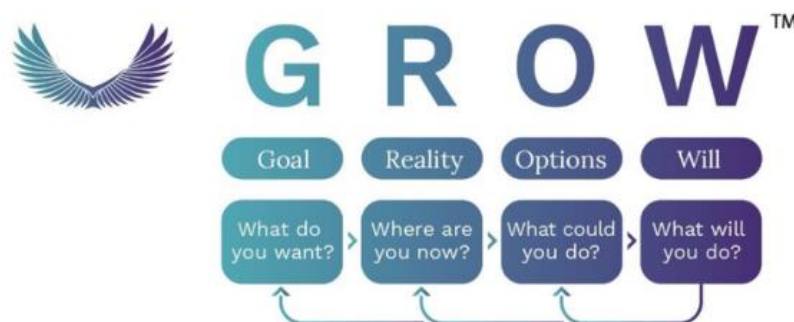 GROW™
Goal
Reality
Options
Will
What do
you want?
Where are
you now?
What could
you do?
What will
you do?